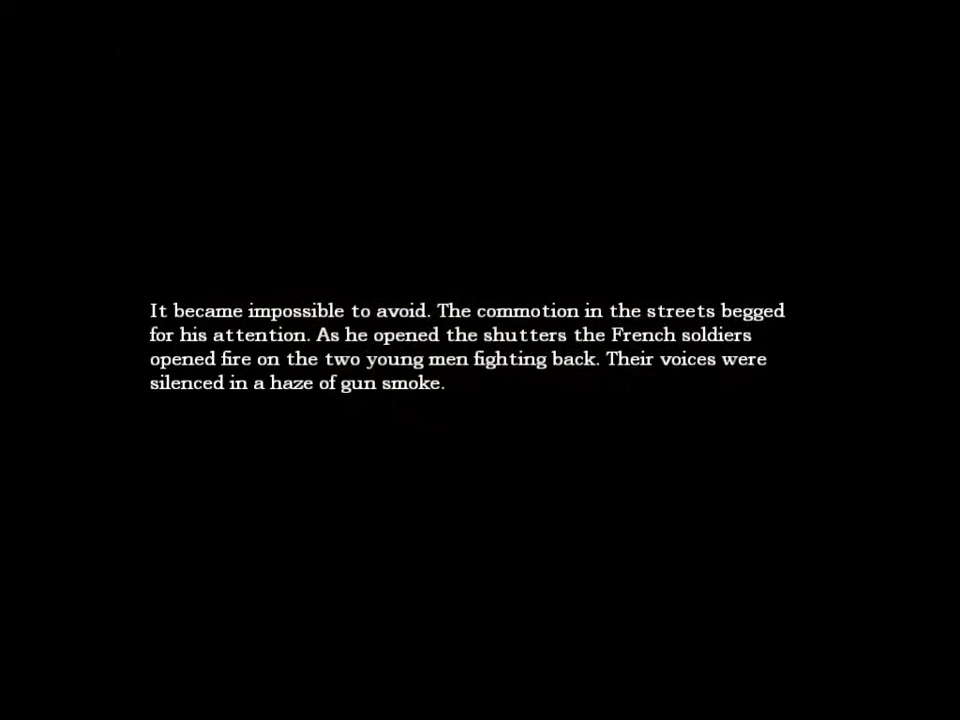 It became impossible to avoid. The commotion in the streets begged
for his attention. As he opened the shutters the French soldiers
opened fire on the two young men fighting back. Their voices were
silenced in a haze of gun smoke.